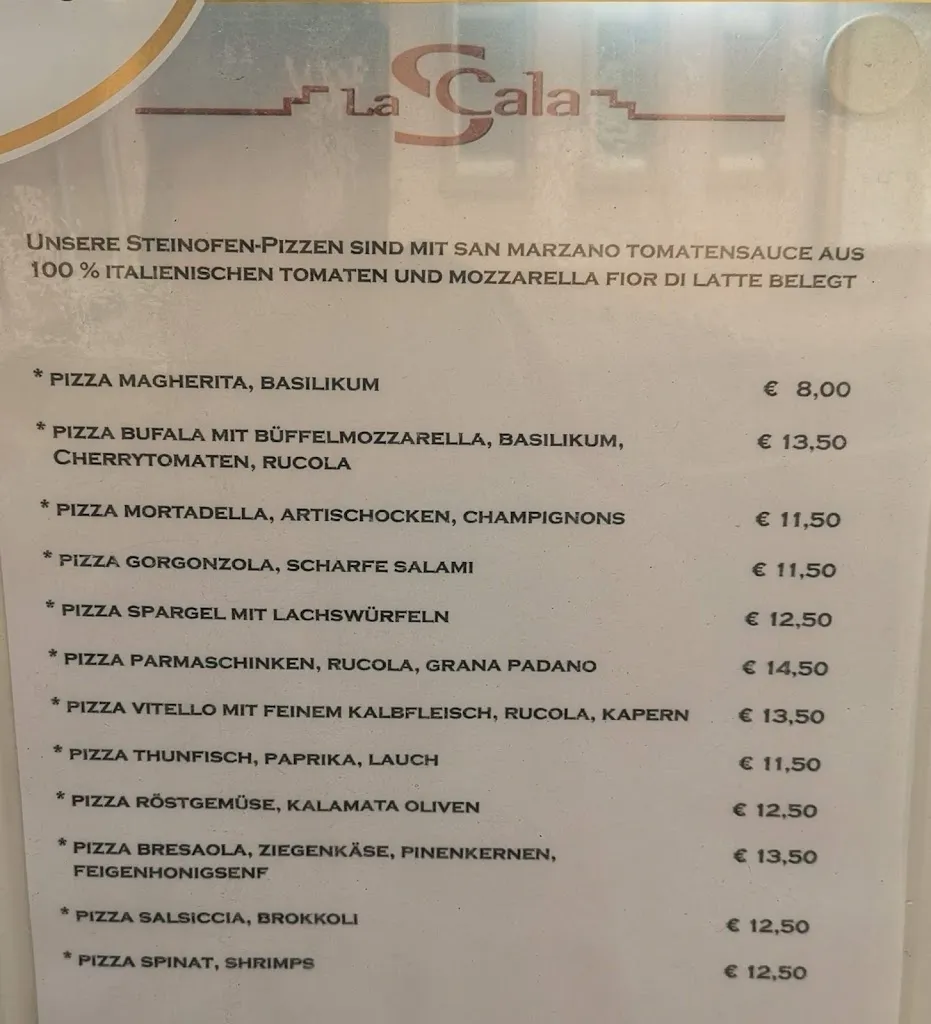 La Scala
UNSERE STEINOFEN-PIZZEN SIND MIT SAN MARZANO TOMATENSAUCE AUS
100 % ITALIENISCHEN TOMATEN UND MOZZARELLA FIOR DI LATTE BELEGT
* PIZZA MAGHERITA, BASILIKUM € 8,00
* PIZZA BUFALA MIT BÜFFELMOZZARELLA, BASILIKUM, € 13,50
CHERRYTOMATEN, RUCOLA
* PIZZA MORTADELLA, ARTISCHOCKEN, CHAMPIGNONS € 11,50
* PIZZA GORGONZOLA, SCHARFE SALAMI € 11,50
* PIZZA SPARGEL MIT LACHSWÜRFELN € 12,50
* PIZZA PARMASCHINKEN, RUCOLA, GRANA PADANO € 14,50
* PIZZA VITELLO MIT FEINEM KALBFLEISCH, RUCOLA, KAPERN € 13,50
* PIZZA THUNFISCH, PAPRIKA, LAUCH € 11,50
* PIZZA RÖSTGEMÜSE, KALAMATA OLIVEN € 12,50
* PIZZA BRESAOLA, ZIEGENKÄSE, PINENKERNEN, € 13,50
FEIGENHONIGSENF
* PIZZA SALSICCIA, BROKKOLI € 12,50
* PIZZA SPINAT, SHRIMPS € 12,50